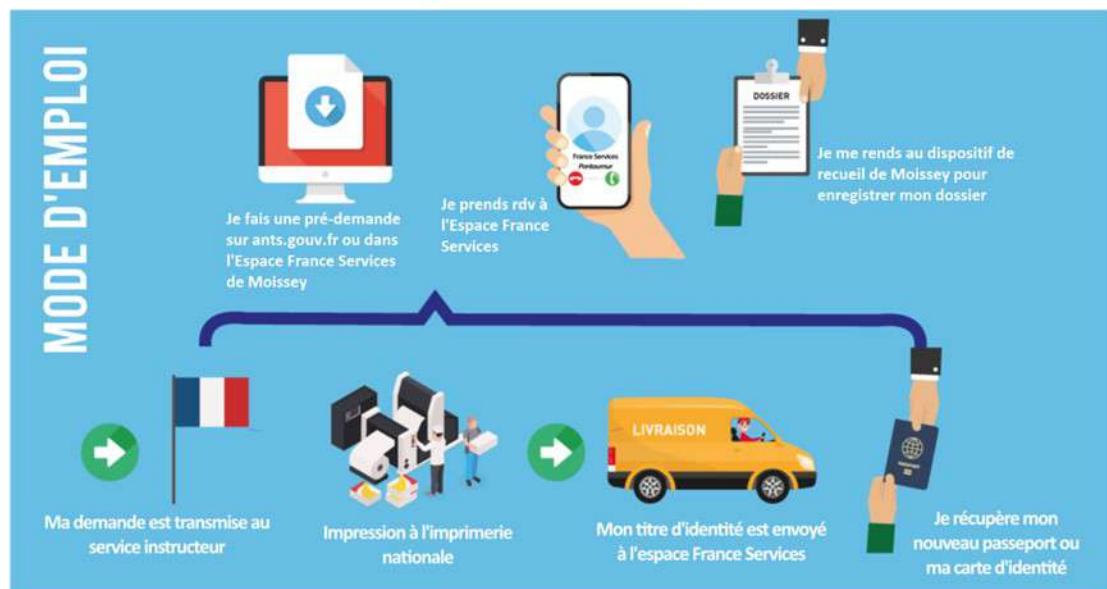 MODE D'EMPLOI
Je fais une pré-demande
sur ants.gouv.fr ou dans
l'Espace France Services
de Moissey
France Services
Pontournur
Je prends rdv à
l'Espace France
Services
DOSSIER
Je me rends au dispositif de
recueil de Moissey pour
enregistrer mon dossier
Ma demande est transmise au
service instructeur
Impression à l'imprimerie
nationale
LIVRAISON
Mon titre d'identité est envoyé
à l'espace France Services
PASSPORT
Je récupère mon
nouveau passeport ou
ma carte d'identité